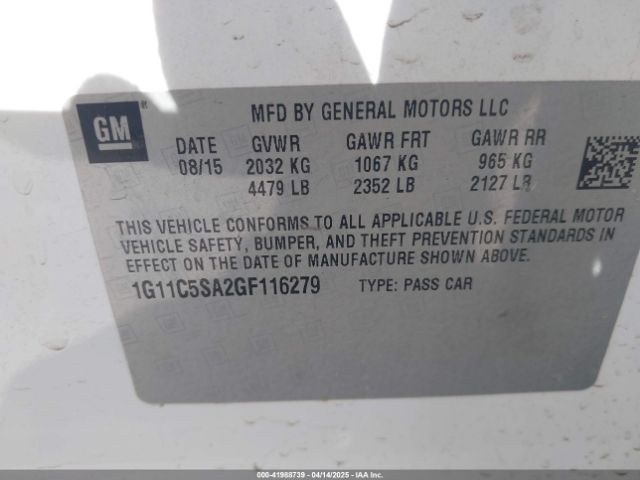 GM ®
MFD BY GENERAL MOTORS LLC
DATE GVWR GAWR FRT GAWR RR
08/15 2032 KG 1067 KG 965 KG
4479 LB 2352 LB 2127 LB
THIS VEHICLE CONFORMS TO ALL APPLICABLE U.S. FEDERAL MOTOR
VEHICLE SAFETY, BUMPER, AND THEFT PREVENTION STANDARDS IN
EFFECT ON THE DATE OF MANUFACTURE SHOWN ABOVE.
1G11C5SA2GF116279 TYPE: PASS CAR
000-41988739 - 04/14/2025 - IAAI, Inc.